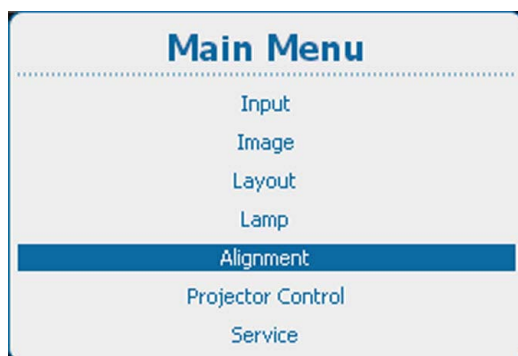 Main Menu
Input
Image
Layout
Lamp
Alignment
Projector Control
Service